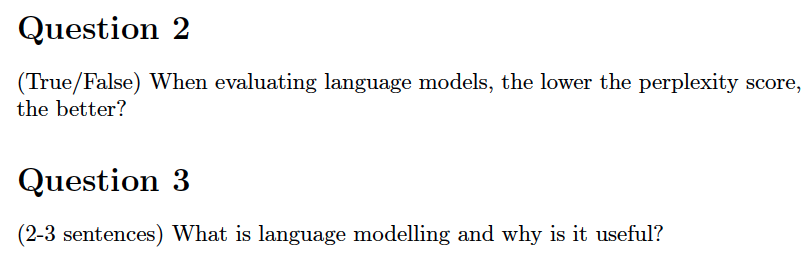 Question 2
(True/False) When evaluating language models, the lower the perplexity score,
the better?
Question 3
(2-3 sentences) What is language modelling and why is it useful?